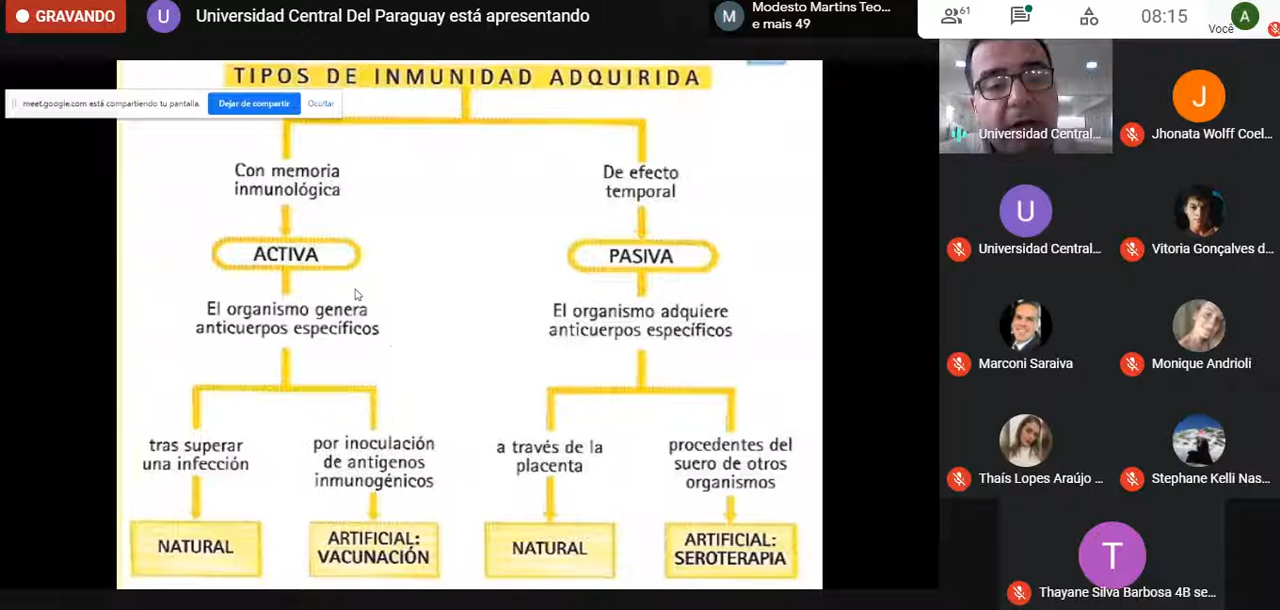 GRAVANDO
U
Universidad Central Del Paraguay está apresentando
M
Modesto Martins Teo...
e mais 49
61
08:15
Você
A
TIPOS DE INMUNIDAD ADQUIRIDA
meet.google.com está compartiendo tu pantalla.
Dejar de compartir
Ocultar
Con memoria
inmunológica
De efecto
temporal
ACTIVA
PASIVA
El organismo genera
anticuerpos específicos
El organismo adquiere
anticuerpos específicos
tras superar
una infección
por inoculación
de antígenos
inmunogénicos
a través de la
placenta
procedentes del
suero de otros
organismos
NATURAL
ARTIFICIAL:
VACUNACIÓN
NATURAL
ARTIFICIAL:
SEROTERAPIA
Universidad Central...
J
Jhonata Wolff Coel...
U
Universidad Central...
Vitoria Gonçalves d...
Marconi Saraiva
Monique Andrioli
Thaís Lopes Araújo ...
Stephane Kelli Nas...
T
Thayane Silva Barbosa 4B se...